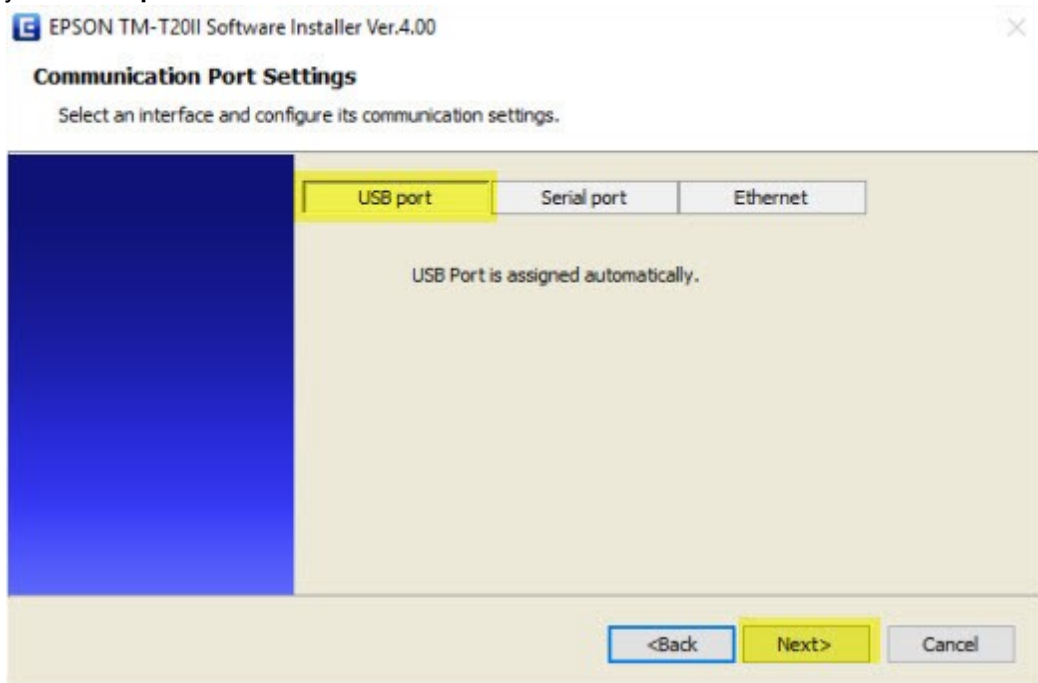 EPSON TM-T20II Software Installer Ver.4.00
Communication Port Settings
Select an interface and configure its communication settings.
USB port
Serial port
Ethernet
USB Port is assigned automatically.
<Back
Next>
Cancel